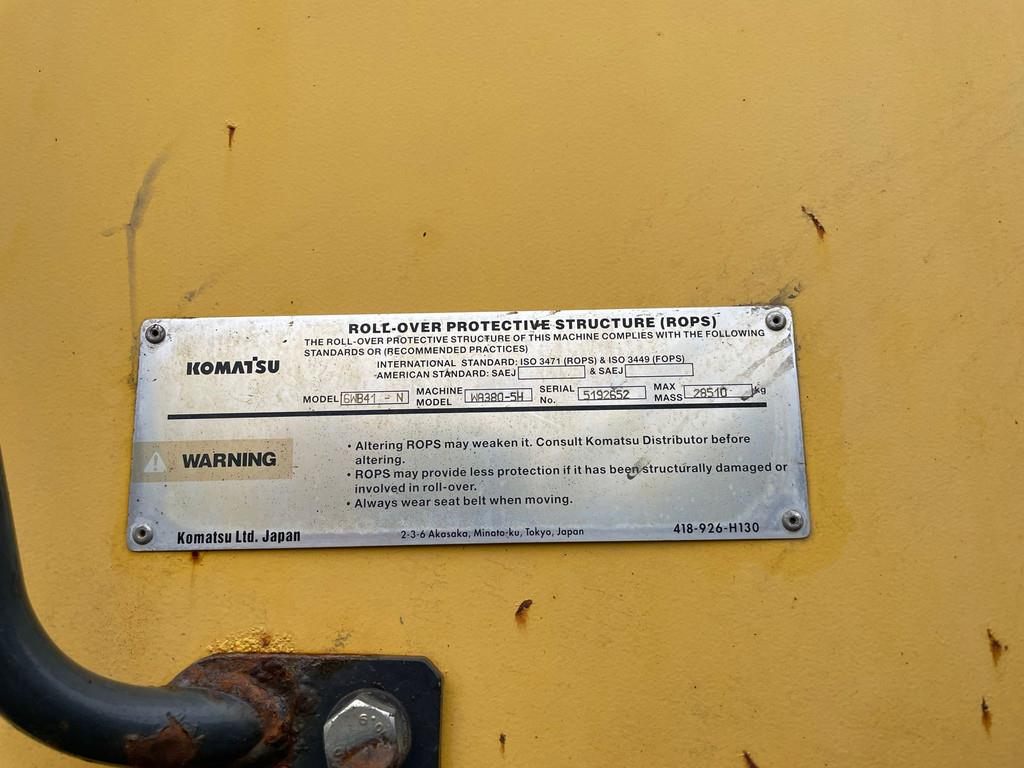 ROLL-OVER PROTECTIVE STRUCTURE (ROPS)
THE ROLL-OVER PROTECTIVE STRUCTURE OF THIS MACHINE COMPLIES WITH THE FOLLOWING
STANDARDS OR (RECOMMENDED PRACTICES)
KOMATSU
INTERNATIONAL STANDARD: ISO 3471 (ROPS) & ISO 3449 (FOPS)
AMERICAN STANDARD: SAEJ & SAEJ
MODEL 6WB41 - N MACHINE MODEL WA380-5H SERIAL No. 5192652 MAX MASS 28510 kg
WARNING
• Altering ROPS may weaken it. Consult Komatsu Distributor before
altering.
• ROPS may provide less protection if it has been structurally damaged or
involved in roll-over.
• Always wear seat belt when moving.
Komatsu Ltd. Japan 2-3-6 Akasaka, Minato-ku, Tokyo, Japan 418-926-H130